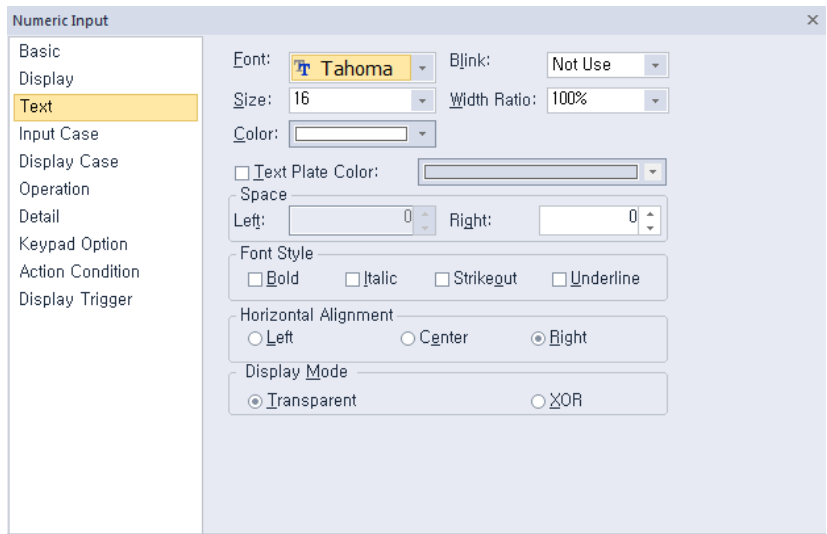 Numeric Input
Basic
Display
Text
Input Case
Display Case
Operation
Detail
Keypad Option
Action Condition
Display Trigger
Font: Tahoma Blink: Not Use
Size: 16 Width Ratio: 100%
Color:
Text Plate Color:
Space
Left: 0 Right: 0
Font Style
Bold Italic Strikeout Underline
Horizontal Alignment
Left Center Right
Display Mode
Transparent XOR